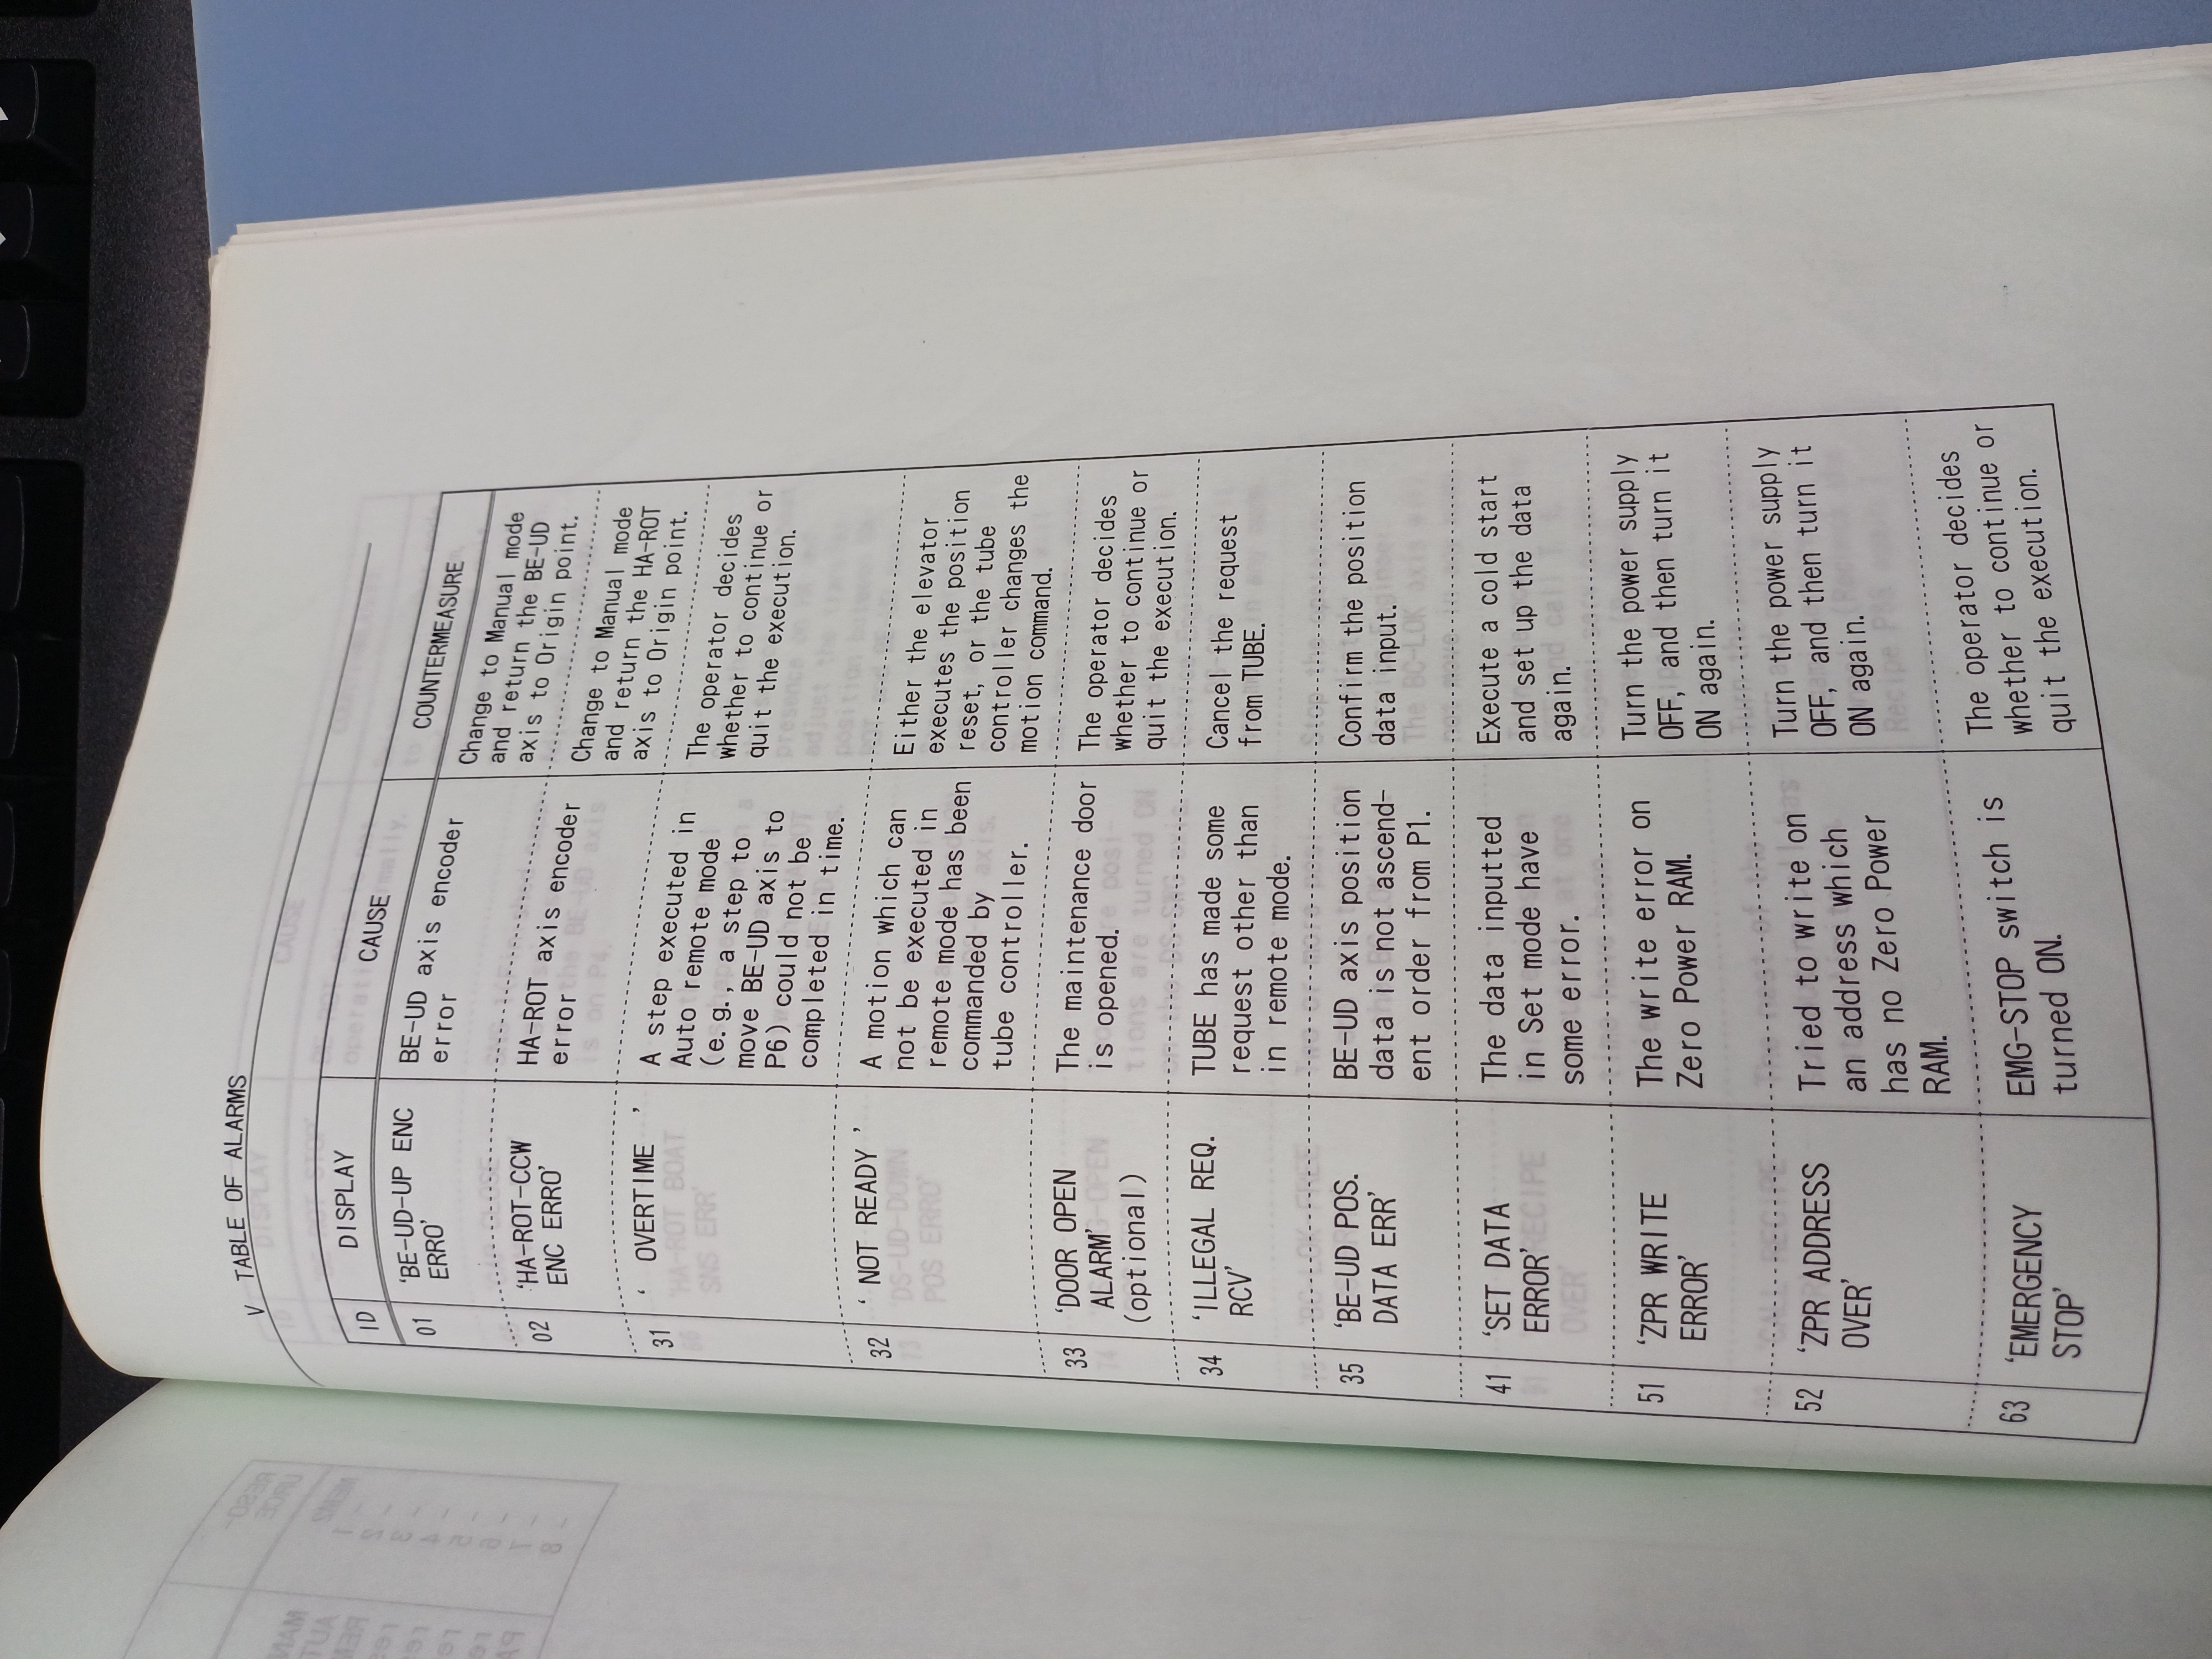 V TABLE OF ALARMS
ID DISPLAY CAUSE COUNTERMEASURE
01
'BE-UD-UP ENC
ERRO'
BE-UD axis encoder
error
Change to Manual mode
and return the BE-UD
axis to Origin point.
02
'HA-ROT-CCW
ENC ERRO'
HA-ROT axis encoder
error
Change to Manual mode
and return the HA-ROT
axis to Origin point.
31
' OVERTIME '
A step executed in
Auto remote mode
(e.g., a step to
move BE-UD axis to
P6) could not be
completed in time.
The operator decides
whether to continue or
quit the execution.
32
' NOT READY '
A motion which can
not be executed in
remote mode has been
commanded by
tube controller.
Either the elevator
executes the position
reset, or the tube
controller changes the
motion command.
33
'DOOR OPEN
ALARM'
(optional)
The maintenance door
is opened.
The operator decides
whether to continue or
quit the execution.
34
'ILLEGAL REQ.
RCV'
TUBE has made some
request other than
in remote mode.
Cancel the request
from TUBE.
35
'BE-UD POS.
DATA ERR'
BE-UD axis position
data is not ascend-
ent order from P1.
Confirm the position
data input.
41
'SET DATA
ERROR'
The data inputted
in Set mode have
some error.
Execute a cold start
and set up the data
again.
51
'ZPR WRITE
ERROR'
The write error on
Zero Power RAM.
Turn the power supply
OFF, and then turn it
ON again.
52
'ZPR ADDRESS
OVER'
Tried to write on
an address which
has no Zero Power
RAM.
Turn the power supply
OFF, and then turn it
ON again.
63
'EMERGENCY
STOP'
EMG-STOP switch is
turned ON.
The operator decides
whether to continue or
quit the execution.